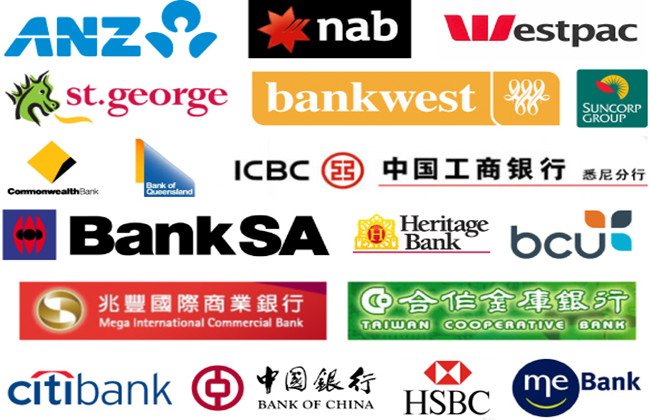 ANZ
nab
Westpac
st.george
bankwest
SUNCORP
GROUP
CommonwealthBank
Bank of
Queensland
ICBC 中国工商银行 悉尼分行
BankSA
Heritage
Bank
bcu
兆豐國際商業銀行
Mega International Commercial Bank
合作金庫銀行
TAIWAN COOPERATIVE BANK
citibank
中國銀行
BANK OF CHINA
HSBC
me Bank